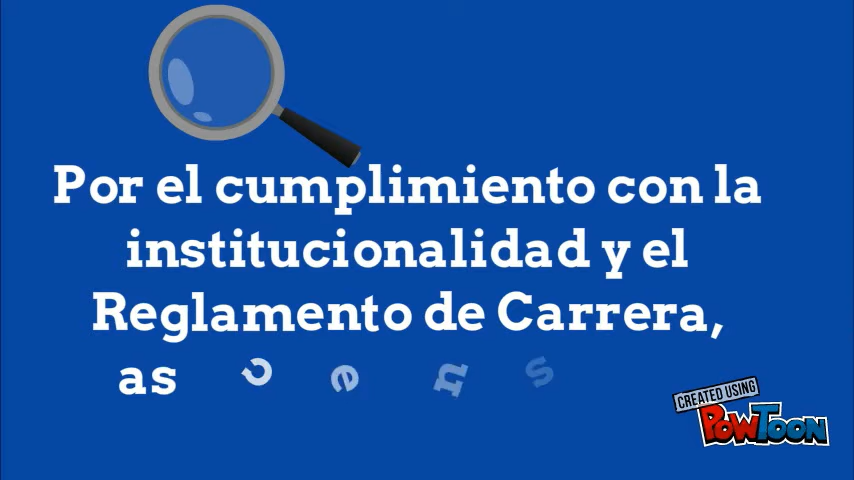 Por el cumplimiento con la
institucionalidad y el
Reglamento de Carrera,
as c e n s
CREATED USING
POWTOON